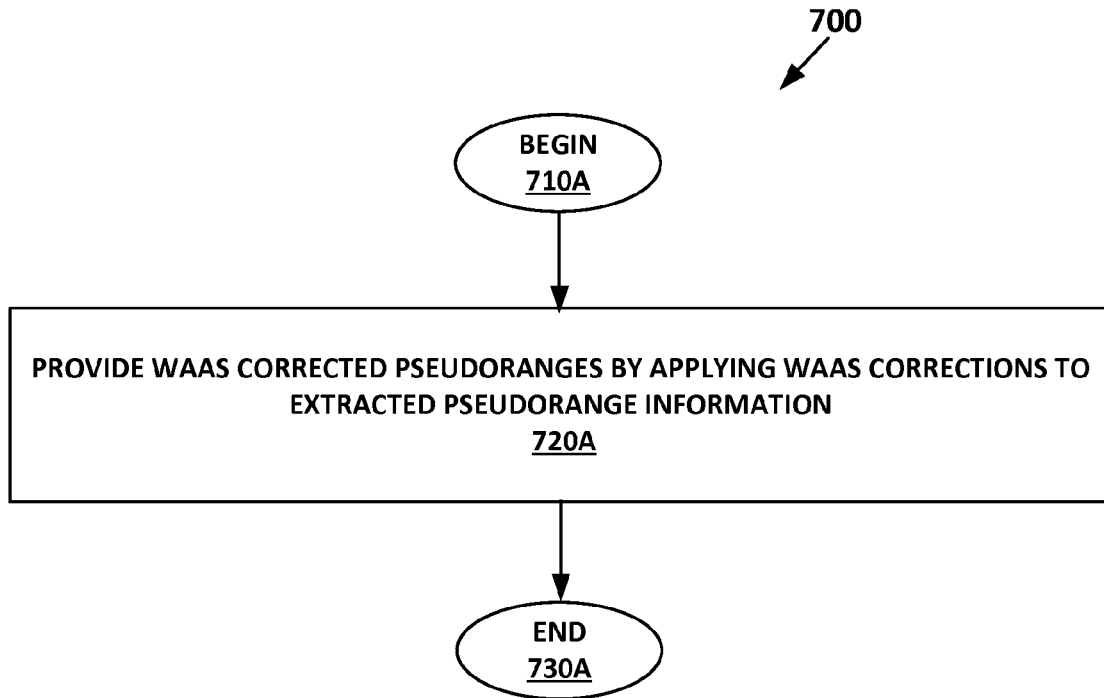 700
BEGIN
710A
PROVIDE WAAS CORRECTED PSEUDORANGES BY APPLYING WAAS CORRECTIONS TO
EXTRACTED PSEUDORANGE INFORMATION
720A
END
730A